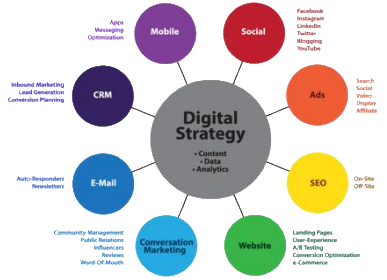 Apps
Messaging
Optimization
Mobile
Social
Facebook
Instagram
LinkedIn
Twitter
Blogging
YouTube
Inbound Marketing
Lead Generation
Conversion Planning
CRM
Digital
Strategy
• Content
• Data
• Analytics
Ads
Search
Social
Video
Display
Affiliate
Auto-Responders
Newsletters
E-Mail
SEO
On-Site
Off-Site
Community Management
Public Relations
Influencers
Reviews
Word-Of-Mouth
Conversation
Marketing
Website
Landing Pages
User-Experience
A/B Testing
Conversion Optimization
e-Commerce